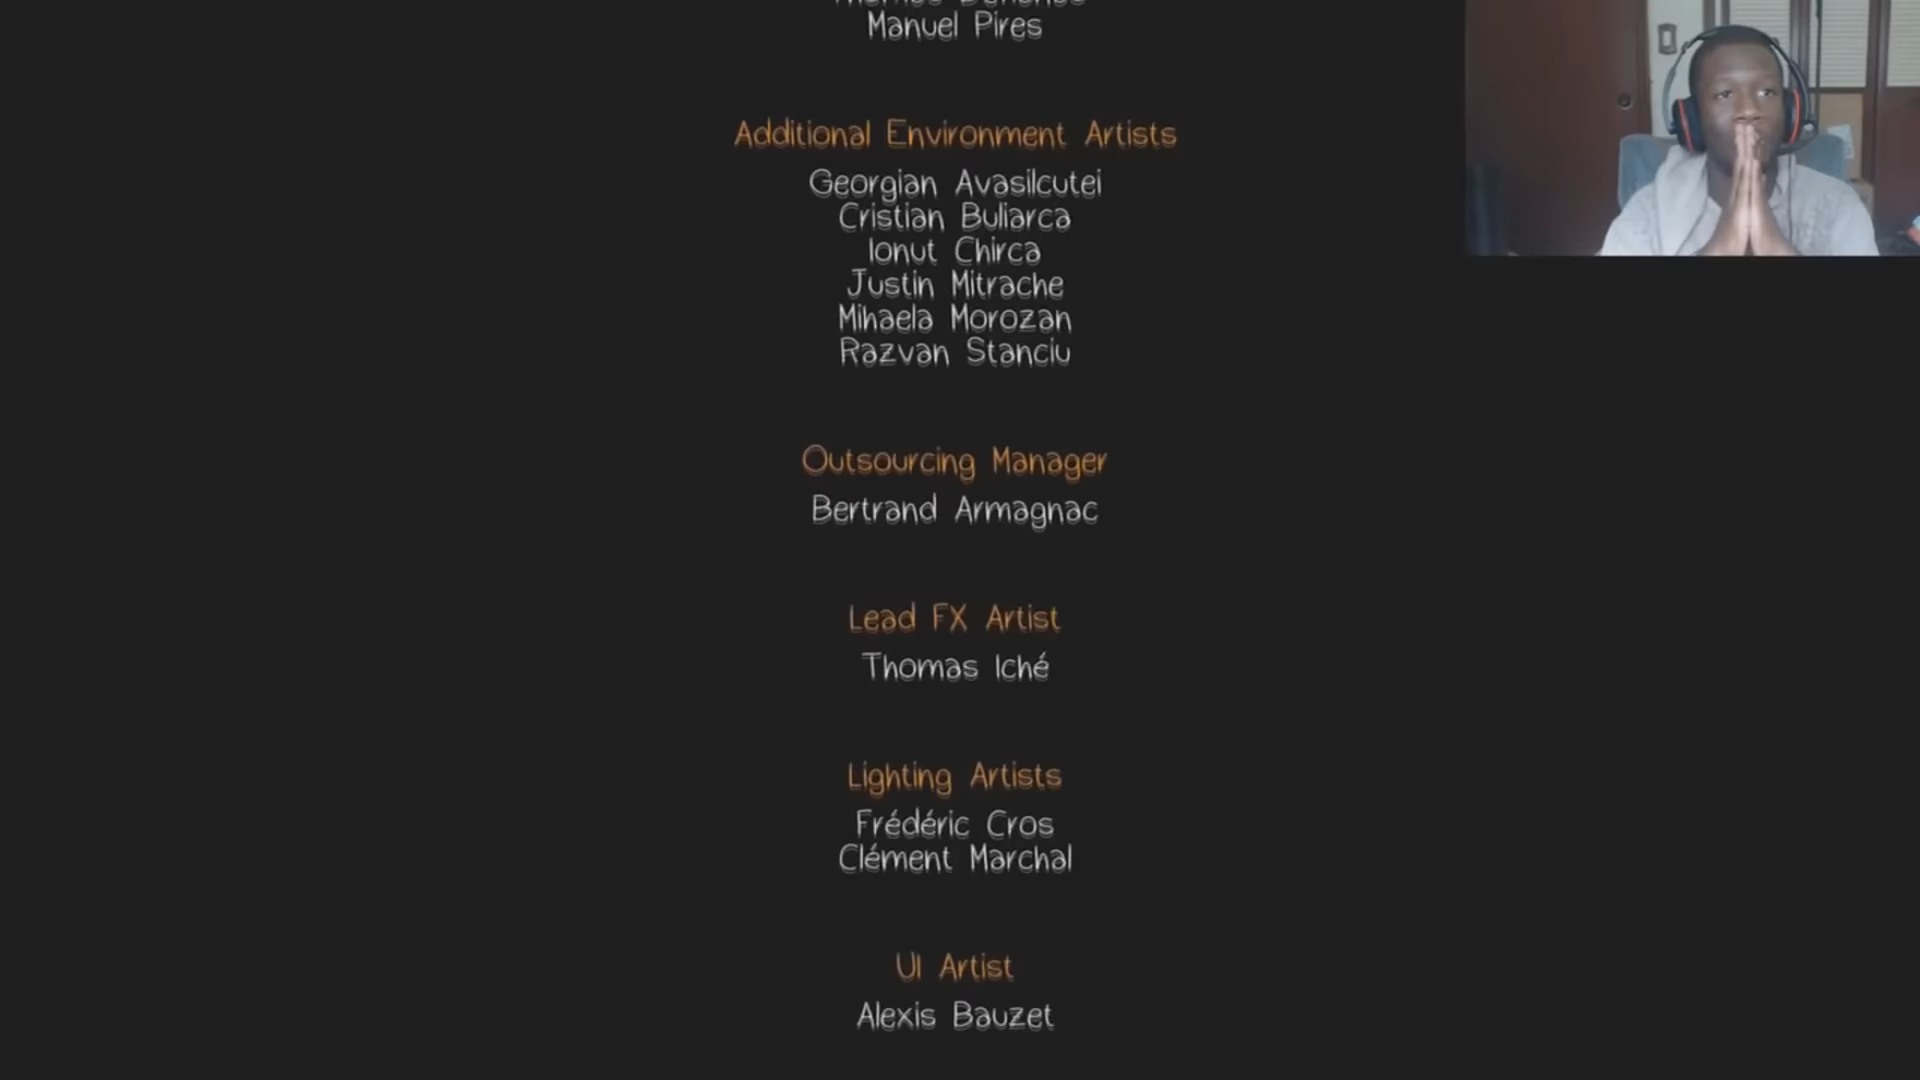 Manuel Pires
Additional Environment Artists
Georgian Avasilcutei
Cristian Buliarca
Ionut Chirca
Justin Mitrache
Mihaela Morozan
Razvan Stanciu
Outsourcing Manager
Bertrand Armagnac
Lead FX Artist
Thomas Iché
Lighting Artists
Frédéric Cros
Clément Marchal
UI Artist
Alexis Bauzet